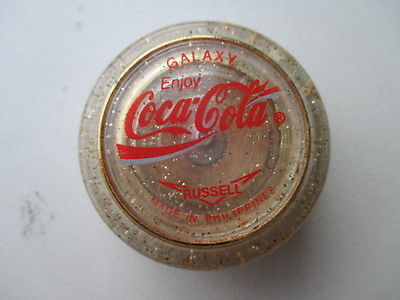 GALAXY
Enjoy
Coca-Cola®
RUSSELL
MADE IN PHILIPPINES